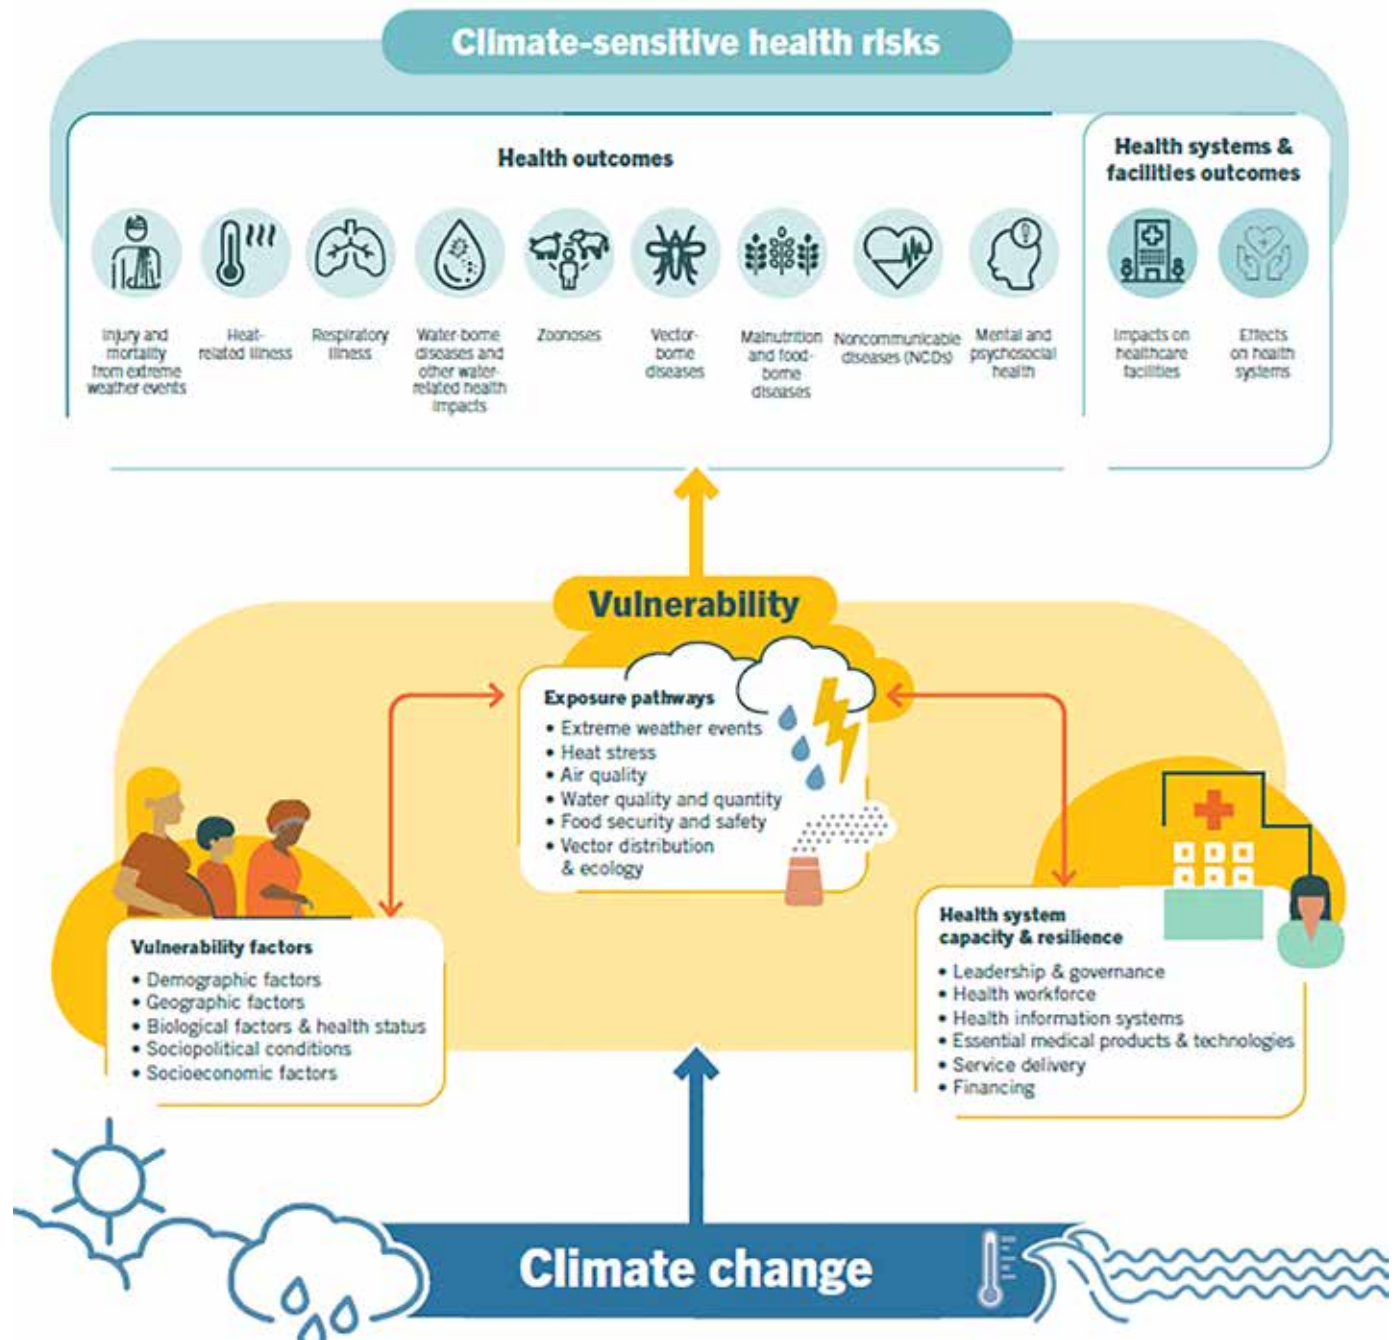 Climate-sensitive health risks
Health outcomes
Injury and
mortality
from extreme
weather events
Heat-
related illness
Respiratory
illness
Water-borne
diseases and
other water-
related health
impacts
Zoonoses
Vector-
borne
diseases
Malnutrition
and food-
borne
diseases
Noncommunicable
diseases (NCDs)
Mental and
psychosocial
health
Health systems &
facilities outcomes
Impacts on
healthcare
facilities
Effects
on health
systems
Vulnerability
Exposure pathways
• Extreme weather events
• Heat stress
• Air quality
• Water quality and quantity
• Food security and safety
• Vector distribution
& ecology
Vulnerability factors
• Demographic factors
• Geographic factors
• Biological factors & health status
• Sociopolitical conditions
• Socioeconomic factors
Health system
capacity & resilience
• Leadership & governance
• Health workforce
• Health information systems
• Essential medical products & technologies
• Service delivery
• Financing
Climate change